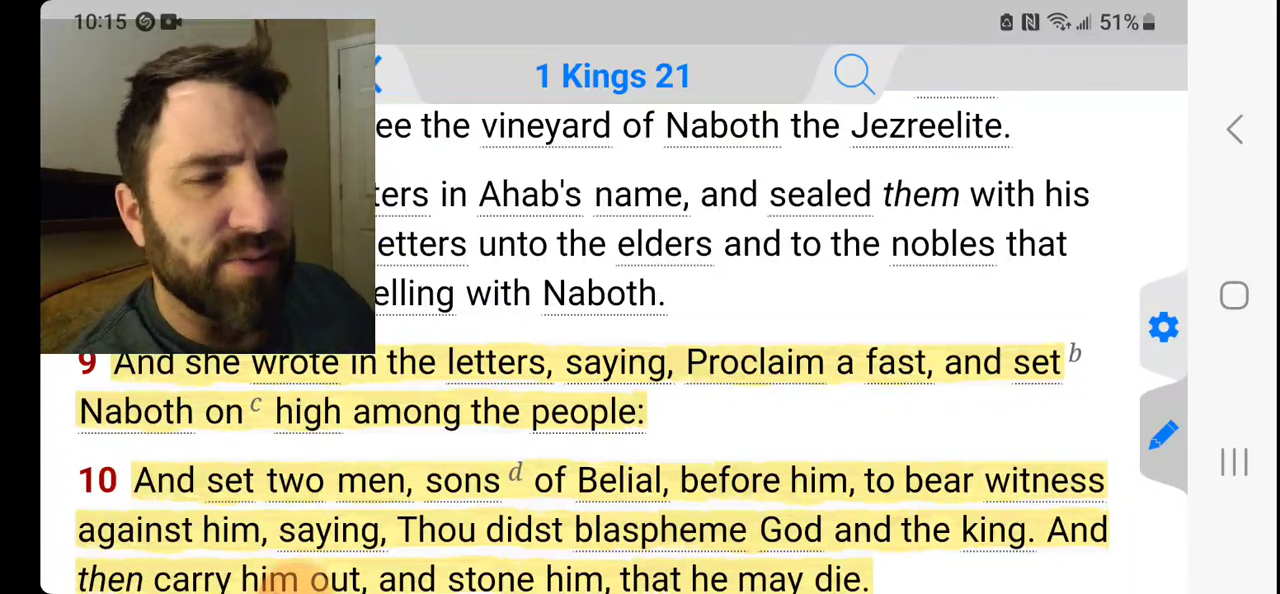 10:15 51%
1 Kings 21
ee the vineyard of Naboth the Jezreelite.
ters in Ahab's name, and sealed them with his
etters unto the elders and to the nobles that
elling with Naboth.
9 And she wrote in the letters, saying, Proclaim a fast, and set b
Naboth on c high among the people:
10 And set two men, sons d of Belial, before him, to bear witness
against him, saying, Thou didst blaspheme God and the king. And
then carry him out, and stone him, that he may die.